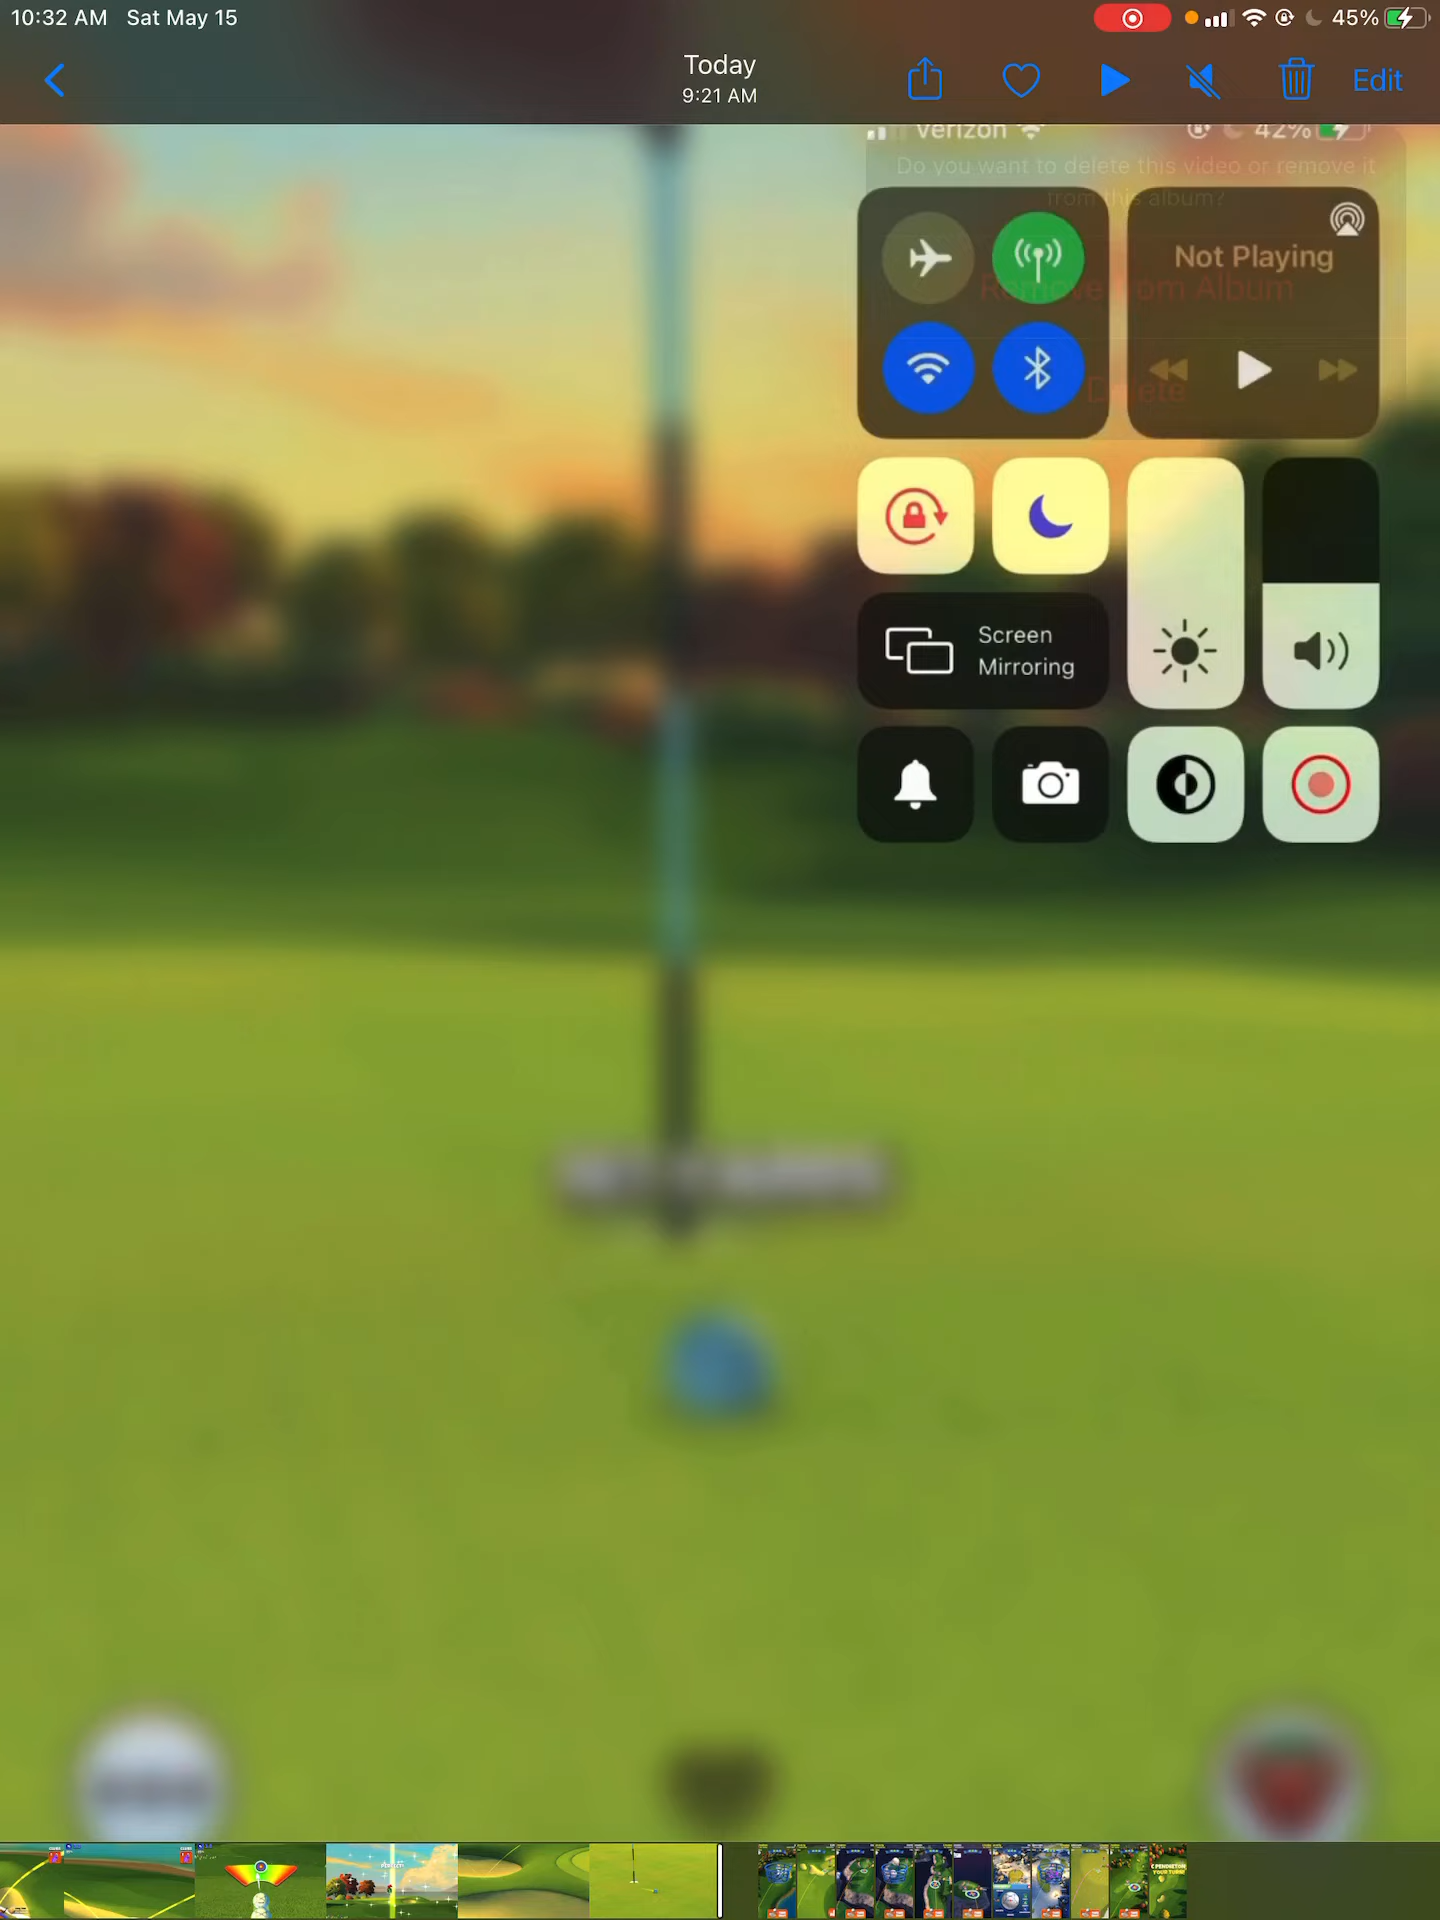 10:32 AM Sat May 15
45%
Today
9:21 AM
Edit
Verizon
42%
Do you want to delete this video or remove it
from this album?
Not Playing
Remove from Album
Delete
Screen
Mirroring